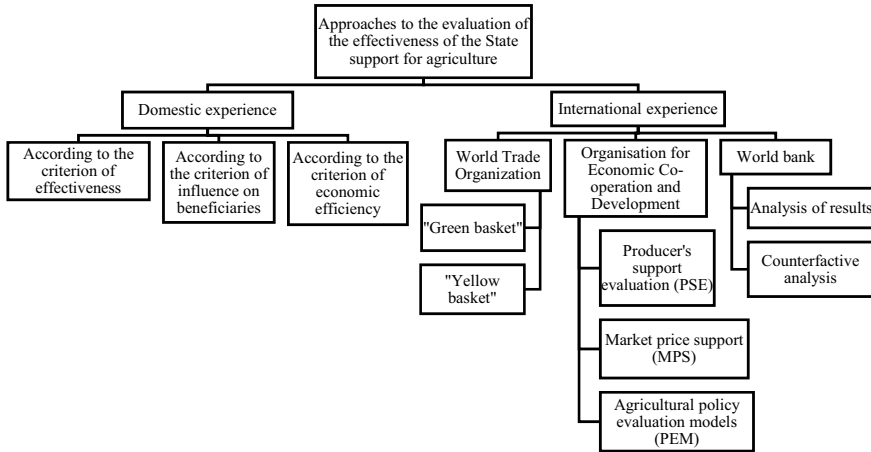 Approaches to the evaluation of
the effectiveness of the State
support for agriculture
Domestic experience
International experience
According to the
criterion of
effectiveness
According to
the criterion of
influence on
beneficiaries
According to the
criterion of
economic
efficiency
World Trade
Organization
"Green basket"
"Yellow basket"
Organisation for
Economic Co-
operation and
Development
Producer's
support
evaluation (PSE)
Market price support
(MPS)
Agricultural policy
evaluation models
(PEM)
World bank
Analysis of results
Counterfactive
analysis